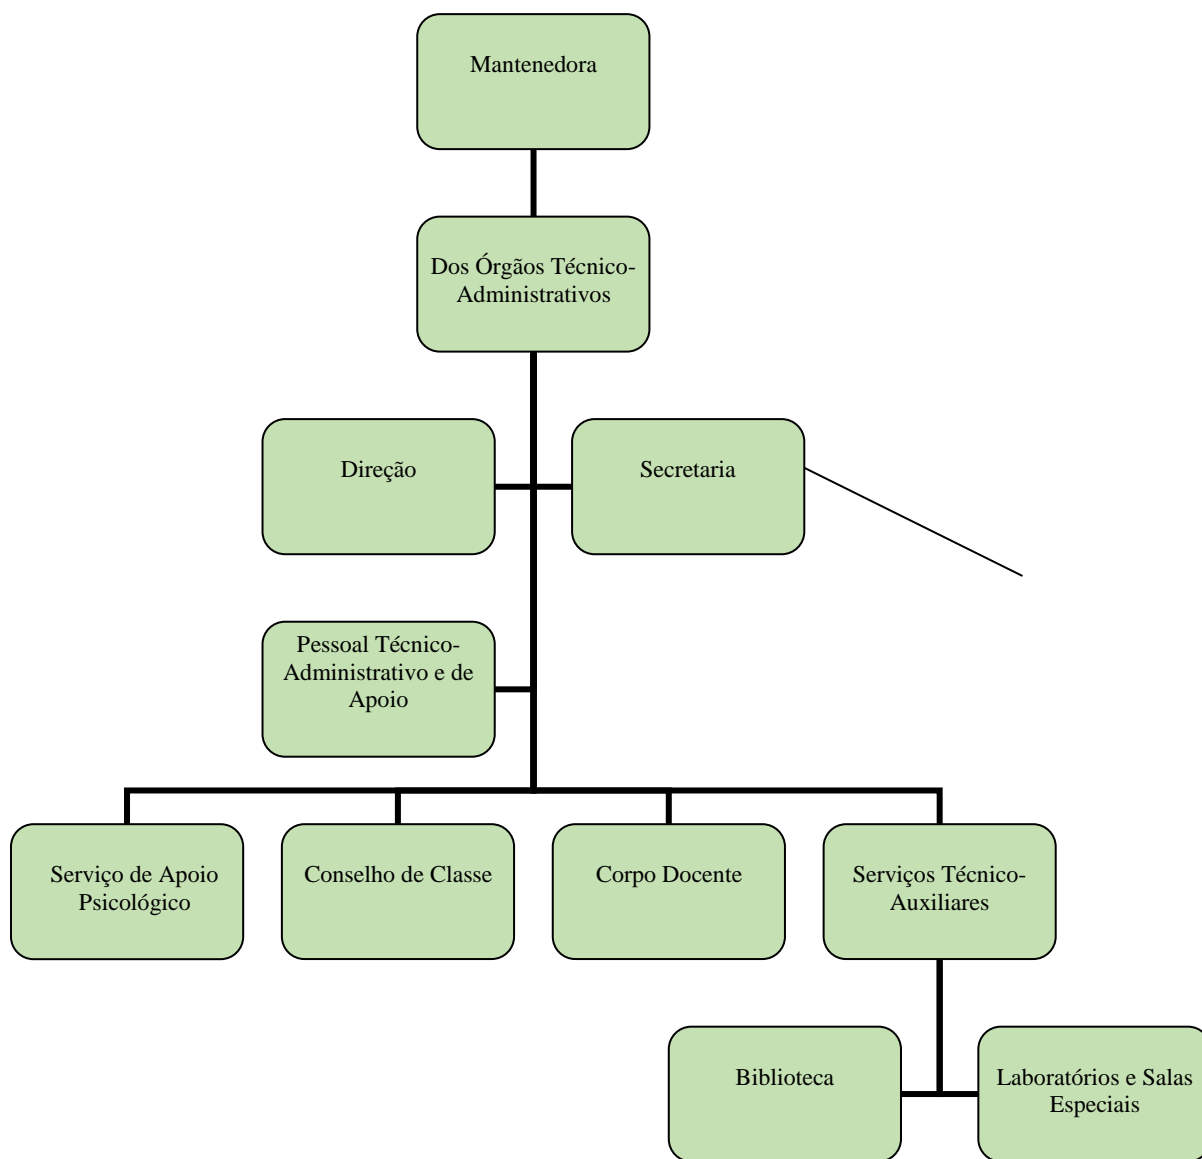 Mantenedora
Dos Órgãos Técnico-
Administrativos
Direção
Secretaria
Pessoal Técnico-
Administrativo e de
Apoio
Serviço de Apoio
Psicológico
Conselho de Classe
Corpo Docente
Serviços Técnico-
Auxiliares
Biblioteca
Laboratórios e Salas
Especiais